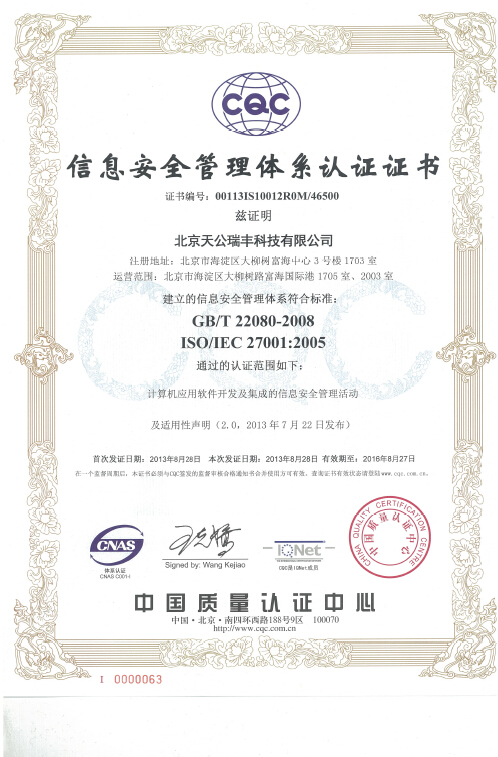 CQC
信息安全管理体系认证证书
证书编号：00113IS10012R0M/46500
兹证明
北京天公瑞丰科技有限公司
注册地址：北京市海淀区大柳树富海中心 3 号楼 1703 室
运营范围：北京市海淀区大柳树路富海国际港 1705 室、2003 室
建立的信息安全管理体系符合标准：
GB/T 22080-2008
ISO/IEC 27001:2005
通过的认证范围如下：
计算机应用软件开发及集成的信息安全管理活动
及适用性声明（2.0，2013 年 7 月 22 日发布）
首次发证日期：2013年8月28日 本次发证日期：2013年8月28日 有效期至：2016年8月27日
在一个监督周期后，本证书必须与CQC签发的监督审核合格通知书合并使用方可有效。查询证书有效状态请登陆www.cqc.com.cn。
CNAS
体系认证
CNAS C001-I
Signed by: Wang Kejiao
IQNet
CQC是IQNet成员
CHINA QUALITY CERTIFICATION CENTRE
中国质量认证中心
中国质量认证中心
中国·北京·南四环西路188号9区 100070
http://www.cqc.com.cn
I 0000063